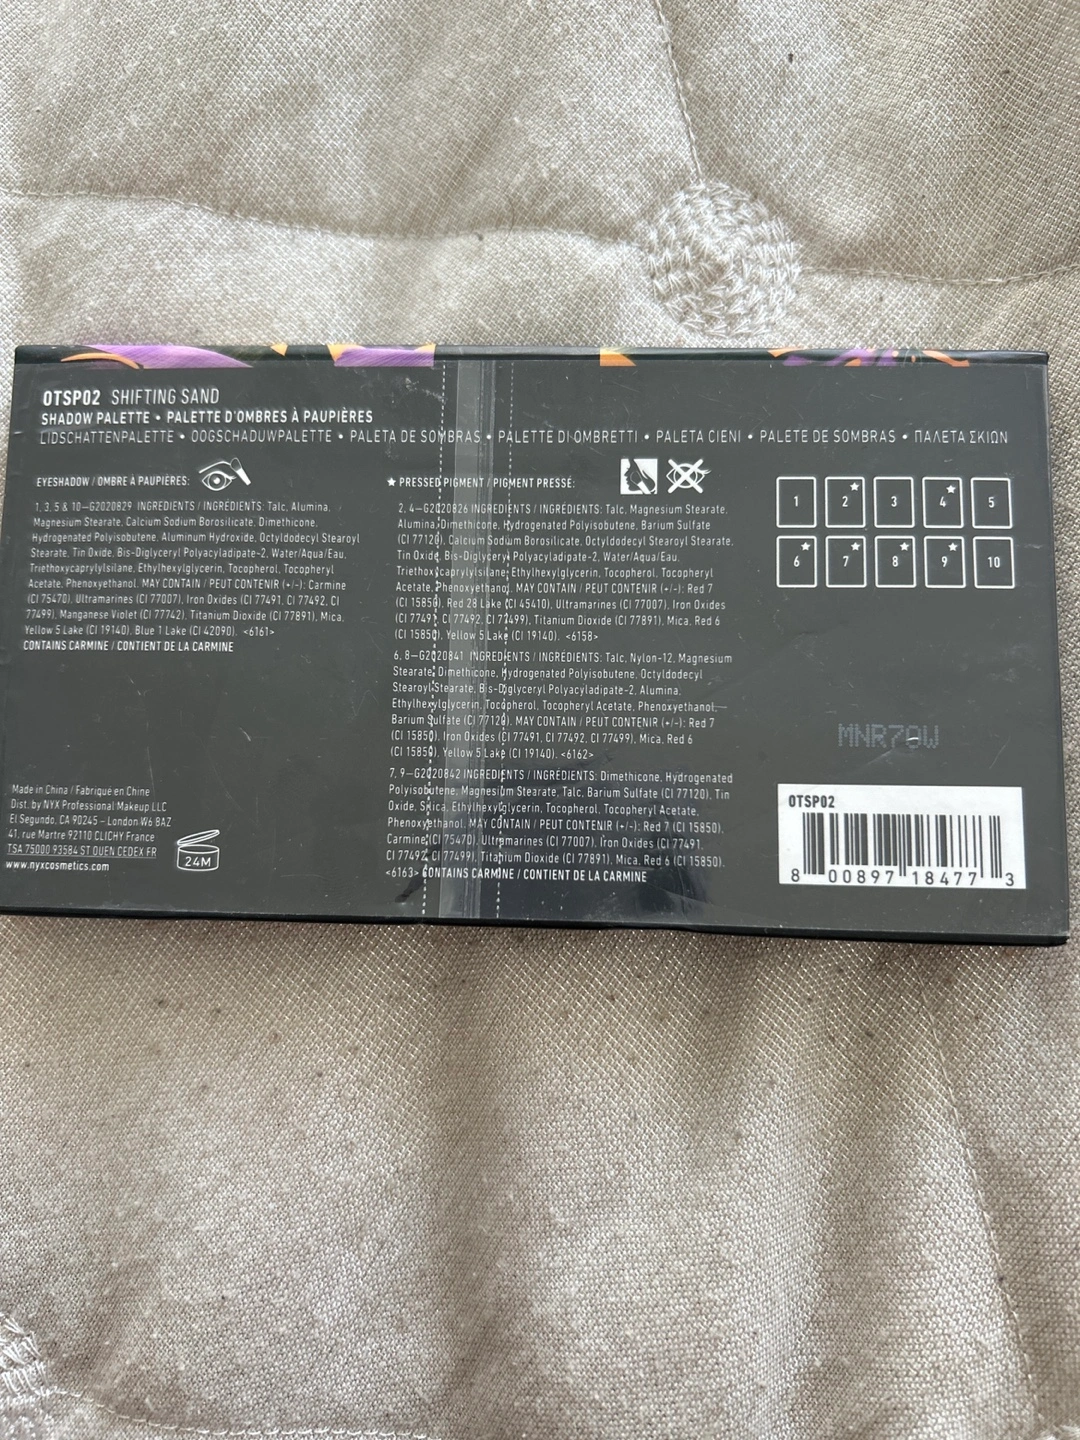 OTSP02 SHIFTING SAND
SHADOW PALETTE • PALETTE D'OMBRES À PAUPIÈRES
LIDSCHATTENPALETTE • OOGSCHADUWPALETTE • PALETA DE SOMBRAS • PALETTE DI OMBRETTI • PALETA CIENI • PALETE DE SOMBRAS • ΠΑΛΕΤΑ ΣΚΙΩΝ
EYESHADOW / OMBRE À PAUPIÈRES:
1, 3, 5 & 10—G2020829 INGREDIENTS / INGRÉDIENTS: Talc, Alumina,
Magnesium Stearate, Calcium Sodium Borosilicate, Dimethicone,
Hydrogenated Polyisobutene, Aluminum Hydroxide, Octyldodecyl Stearoyl
Stearate, Tin Oxide, Bis-Diglyceryl Polyacyladipate-2, Water/Aqua/Eau,
Triethoxycaprylylsilane, Ethylhexylglycerin, Tocopherol, Tocopheryl
Acetate, Phenoxyethanol. MAY CONTAIN / PEUT CONTENIR (+/-): Carmine
(CI 75470), Ultramarines (CI 77007), Iron Oxides (CI 77491, CI 77492, CI
77499), Manganese Violet (CI 77742), Titanium Dioxide (CI 77891), Mica,
Yellow 5 Lake (CI 19140), Blue 1 Lake (CI 42090). <6161>
CONTAINS CARMINE / CONTIENT DE LA CARMINE
★ PRESSED PIGMENT / PIGMENT PRESSÉ:
2, 4—G2020826 INGREDIENTS / INGRÉDIENTS: Talc, Magnesium Stearate,
Alumina, Dimethicone, Hydrogenated Polyisobutene, Barium Sulfate
(CI 77120), Calcium Sodium Borosilicate, Octyldodecyl Stearoyl Stearate,
Tin Oxide, Bis-Diglyceryl Polyacyladipate-2, Water/Aqua/Eau,
Triethoxycaprylylsilane, Ethylhexylglycerin, Tocopherol, Tocopheryl
Acetate, Phenoxyethanol. MAY CONTAIN / PEUT CONTENIR (+/-): Red 7
(CI 15850), Red 28 Lake (CI 45410), Ultramarines (CI 77007), Iron Oxides
(CI 77491, CI 77492, CI 77499), Titanium Dioxide (CI 77891), Mica, Red 6
(CI 15850), Yellow 5 Lake (CI 19140). <6158>
6, 8—G2020841 INGREDIENTS / INGRÉDIENTS: Talc, Nylon-12, Magnesium
Stearate, Dimethicone, Hydrogenated Polyisobutene, Octyldodecyl
Stearoyl Stearate, Bis-Diglyceryl Polyacyladipate-2, Alumina,
Ethylhexylglycerin, Tocopherol, Tocopheryl Acetate, Phenoxyethanol,
Barium Sulfate (CI 77120). MAY CONTAIN / PEUT CONTENIR (+/-): Red 7
(CI 15850), Iron Oxides (CI 77491, CI 77492, CI 77499), Mica, Red 6
(CI 15850), Yellow 5 Lake (CI 19140). <6162>
7, 9—G2020842 INGREDIENTS / INGRÉDIENTS: Dimethicone, Hydrogenated
Polyisobutene, Magnesium Stearate, Talc, Barium Sulfate (CI 77120), Tin
Oxide, Silica, Ethylhexylglycerin, Tocopherol, Tocopheryl Acetate,
Phenoxyethanol. MAY CONTAIN / PEUT CONTENIR (+/-): Red 7 (CI 15850),
Carmine (CI 75470), Ultramarines (CI 77007), Iron Oxides (CI 77491,
CI 77492, CI 77499), Titanium Dioxide (CI 77891), Mica, Red 6 (CI 15850).
<6163> CONTAINS CARMINE / CONTIENT DE LA CARMINE
1 2 3 4 5
6 7 8 9 10
MNR70W
Made in China / Fabriqué en Chine
Dist. by NYX Professional Makeup LLC
El Segundo, CA 90245 – London W6 8AZ
41, rue Martre 92110 CLICHY France
TSA 75000 93584 ST OUEN CEDEX FR
www.nyxcosmetics.com
24M
OTSP02
8 00897 18477 3